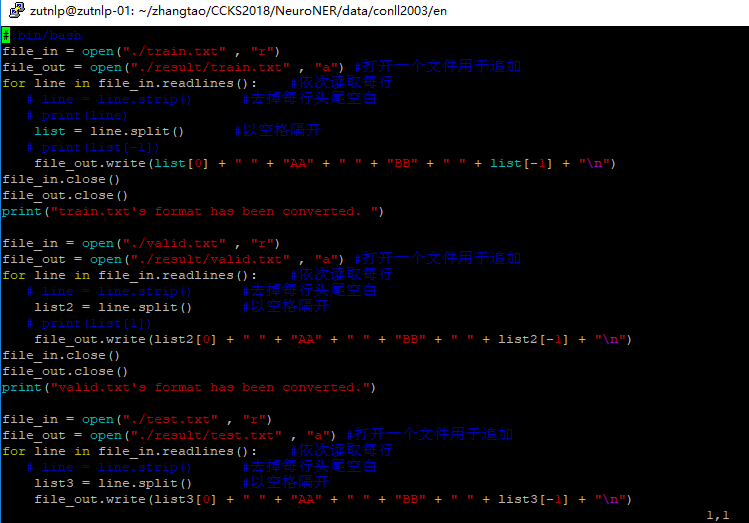 zutnlp@zutnlp-01: ~/zhangtao/CCKS2018/NeuroNER/data/conll2003/en
#!bin/bash
file_in = open("./train.txt" , "r")
file_out = open("./result/train.txt" , "a") #打开一个文件用于追加
for line in file_in.readlines():    #依次读取每行
   # line = line.strip()      #去掉每行头尾空白
   # print(line)
    list = line.split()      #以空格隔开
   # print(list[-1])
    file_out.write(list[0] + " " + "AA" + " " + "BB" + " " + list[-1] + "\n")
file_in.close()
file_out.close()
print("train.txt's format has been converted. ")

file_in = open("./valid.txt" , "r")
file_out = open("./result/valid.txt" , "a") #打开一个文件用于追加
for line in file_in.readlines():    #依次读取每行
   # line = line.strip()      #去掉每行头尾空白
    list2 = line.split()      #以空格隔开
   # print(list[1])
    file_out.write(list2[0] + " " + "AA" + " " + "BB" + " " + list2[-1] + "\n")
file_in.close()
file_out.close()
print("valid.txt's format has been converted.")

file_in = open("./test.txt" , "r")
file_out = open("./result/test.txt" , "a") #打开一个文件用于追加
for line in file_in.readlines():    #依次读取每行
   # line = line.strip()      #去掉每行头尾空白
    list3 = line.split()      #以空格隔开
    file_out.write(list3[0] + " " + "AA" + " " + "BB" + " " + list3[-1] + "\n")
1,1